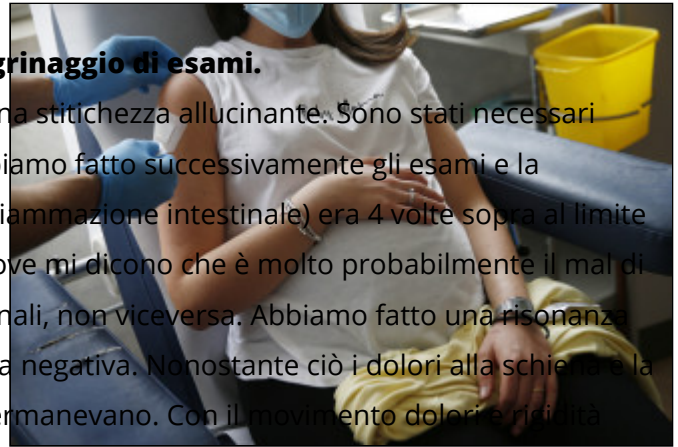 grinaggio di esami.
na stitichezza allucinante. Sono stati necessari
biamo fatto successivamente gli esami e la
iammazione intestinale) era 4 volte sopra al limite
ove mi dicono che è molto probabilmente il mal di
nali, non viceversa. Abbiamo fatto una risonanza
a negativa. Nonostante ciò i dolori alla schiena e la
ermanevano. Con il movimento dolori e rigidità